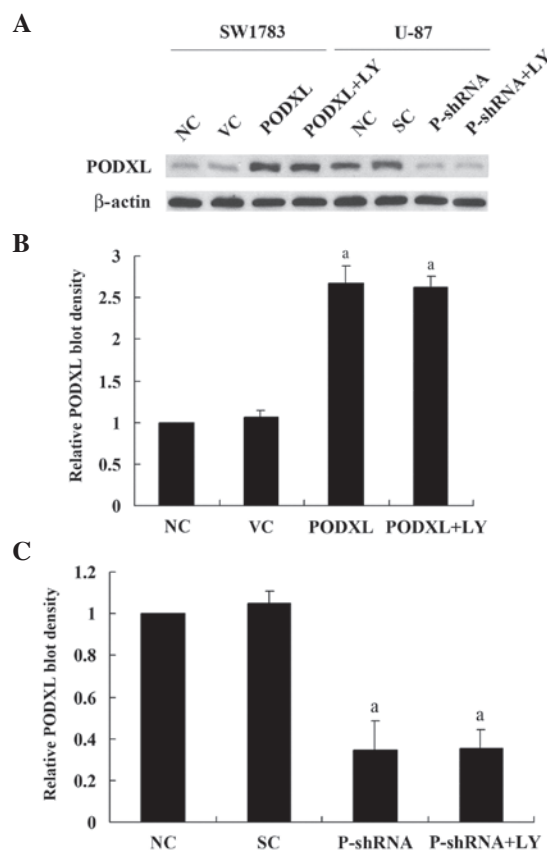 A
SW1783 U-87
NC VC PODXL PODXL+LY NC SC P-shRNA P-shRNA+LY
PODXL
β-actin
B
Relative PODXL blot density
3
2.5
2
1.5
1
0.5
0
a a
NC VC PODXL PODXL+LY
C
Relative PODXL blot density
1.2
1
0.8
0.6
0.4
0.2
0
a a
NC SC P-shRNA P-shRNA+LY